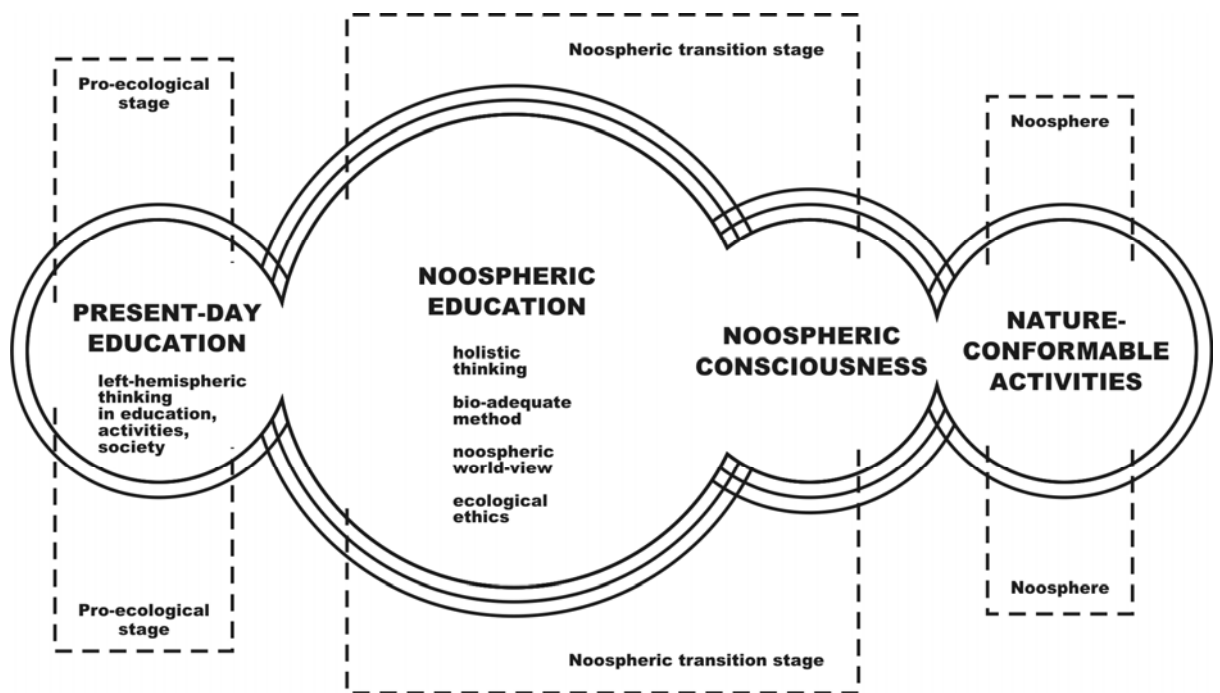 Noospheric transition stage
Pro-ecological
stage
Noosphere
PRESENT-DAY
EDUCATION
left-hemispheric
thinking
in education,
activities,
society
NOOSPHERIC
EDUCATION
holistic
thinking
bio-adequate
method
noospheric
world-view
ecological
ethics
NOOSPHERIC
CONSCIOUSNESS
NATURE-
CONFORMABLE
ACTIVITIES
Pro-ecological
stage
Noosphere
Noospheric transition stage